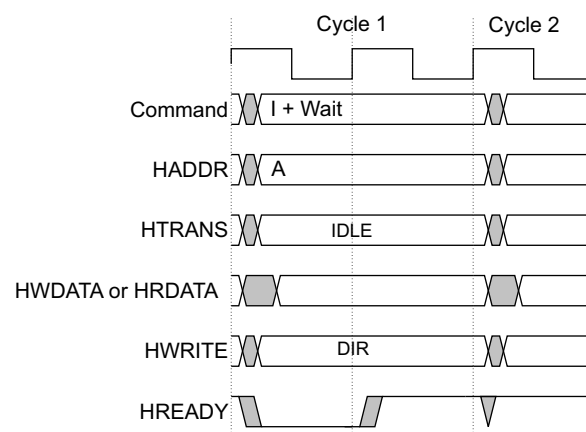 Cycle 1 Cycle 2
Command I + Wait
HADDR A
HTRANS IDLE
HWDATA or HRDATA
HWRITE DIR
HREADY